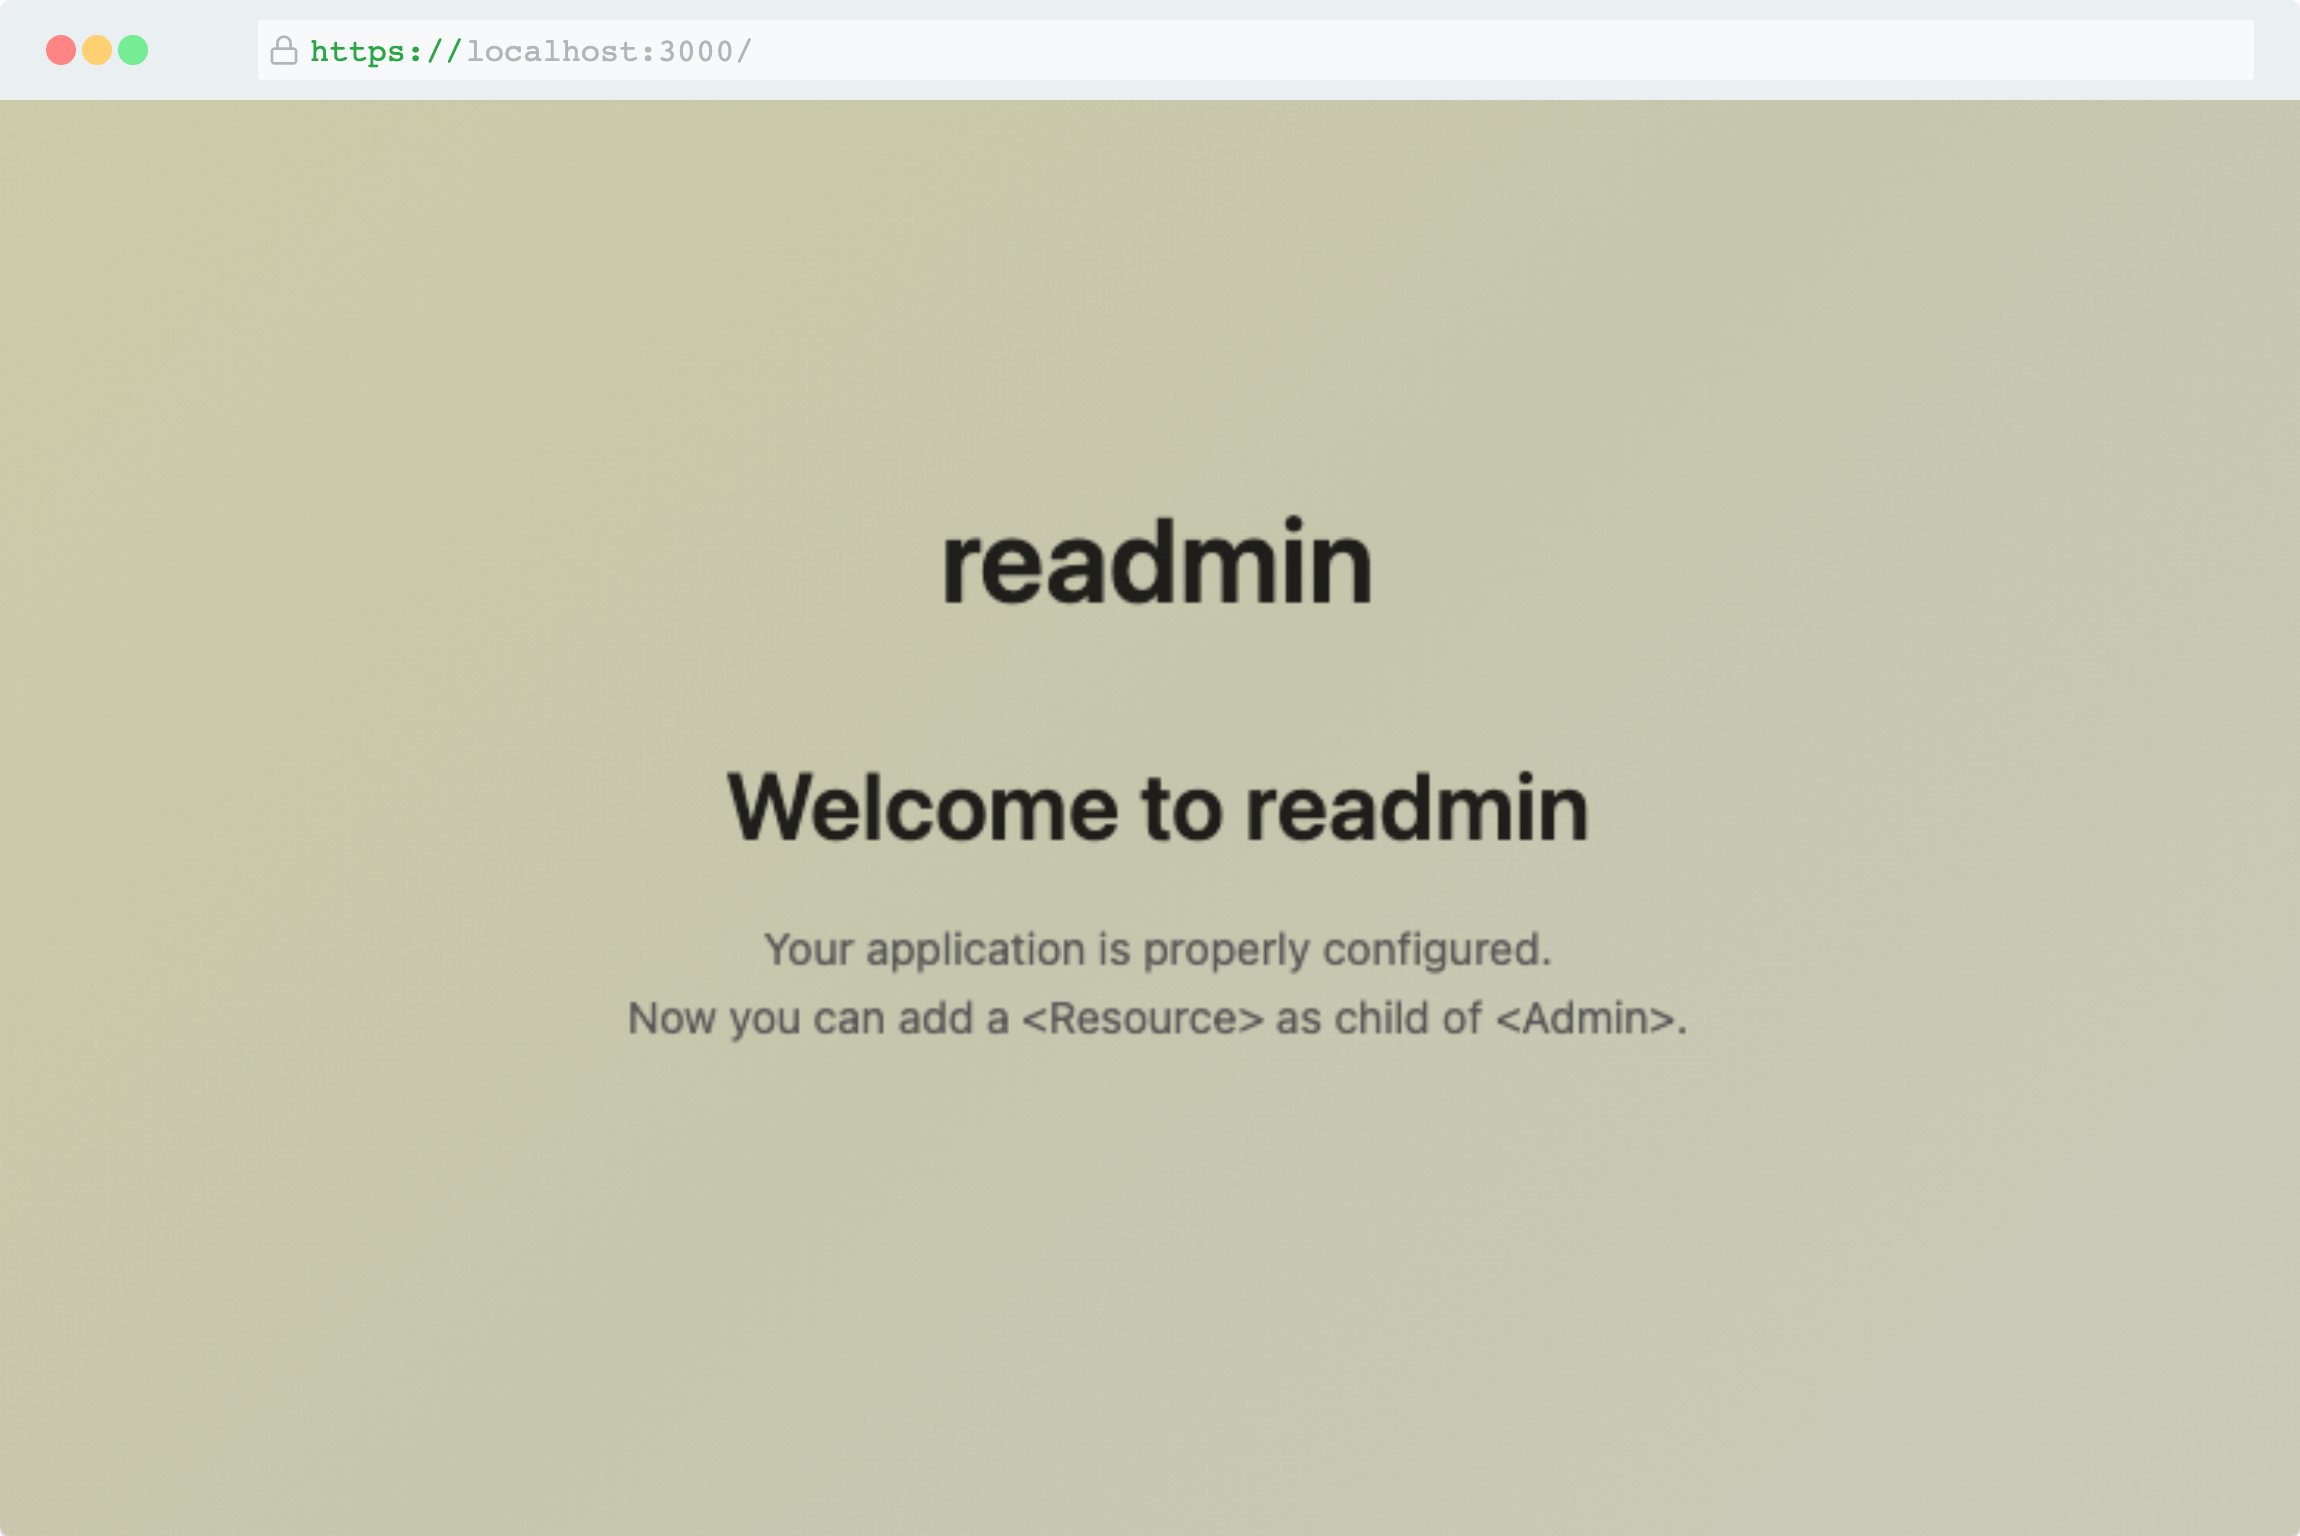 https://localhost:3000/
readmin
Welcome to readmin
Your application is properly configured.
Now you can add a <Resource> as child of <Admin>.